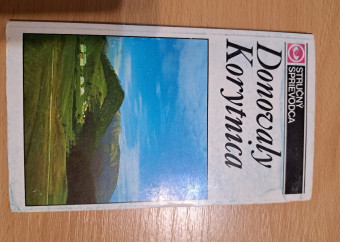 STRUČNÝ
SPRIEVODCA
Donovaly
Korytnica